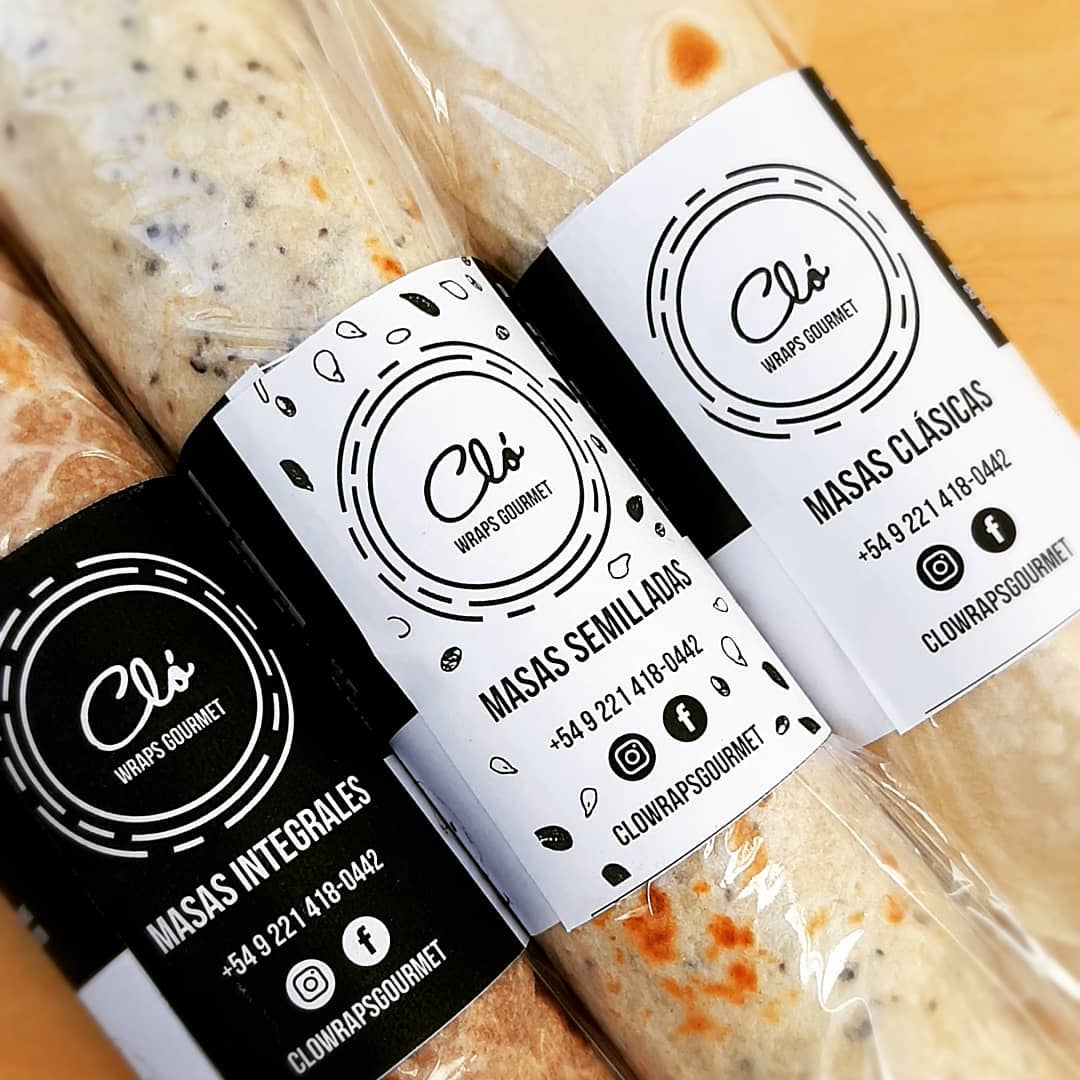 Cló
WRAPS GOURMET
MASAS INTEGRALES
+54 9 221 418-0442
CLOWRAPSGOURMET
Cló
WRAPS GOURMET
MASAS SEMILLADAS
+54 9 221 418-0442
CLOWRAPSGOURMET
Cló
WRAPS GOURMET
MASAS CLÁSICAS
+54 9 221 418-0442
CLOWRAPSGOURMET